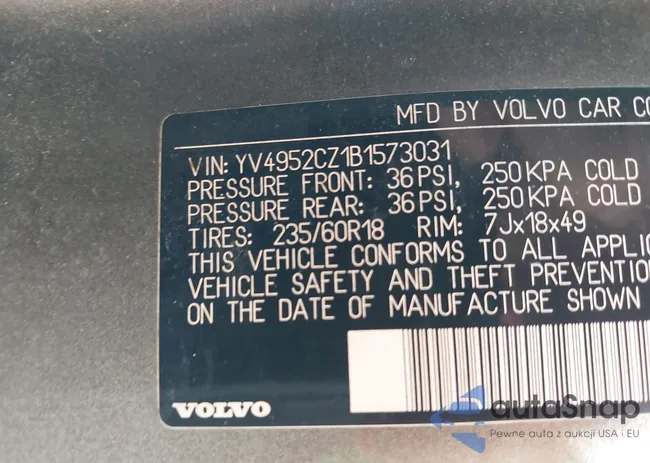 MFD BY VOLVO CAR CO
VIN: YV4952CZ1B1573031
PRESSURE FRONT: 36 PSI, 250 KPA COLD
PRESSURE REAR: 36 PSI, 250 KPA COLD
TIRES: 235/60R18 RIM: 7Jx18x49
THIS VEHICLE CONFORMS TO ALL APPLIC
VEHICLE SAFETY AND THEFT PREVENTION
ON THE DATE OF MANUFACTURE SHOWN
VOLVO
autoSnap
Pewne auta z aukcji USA i EU